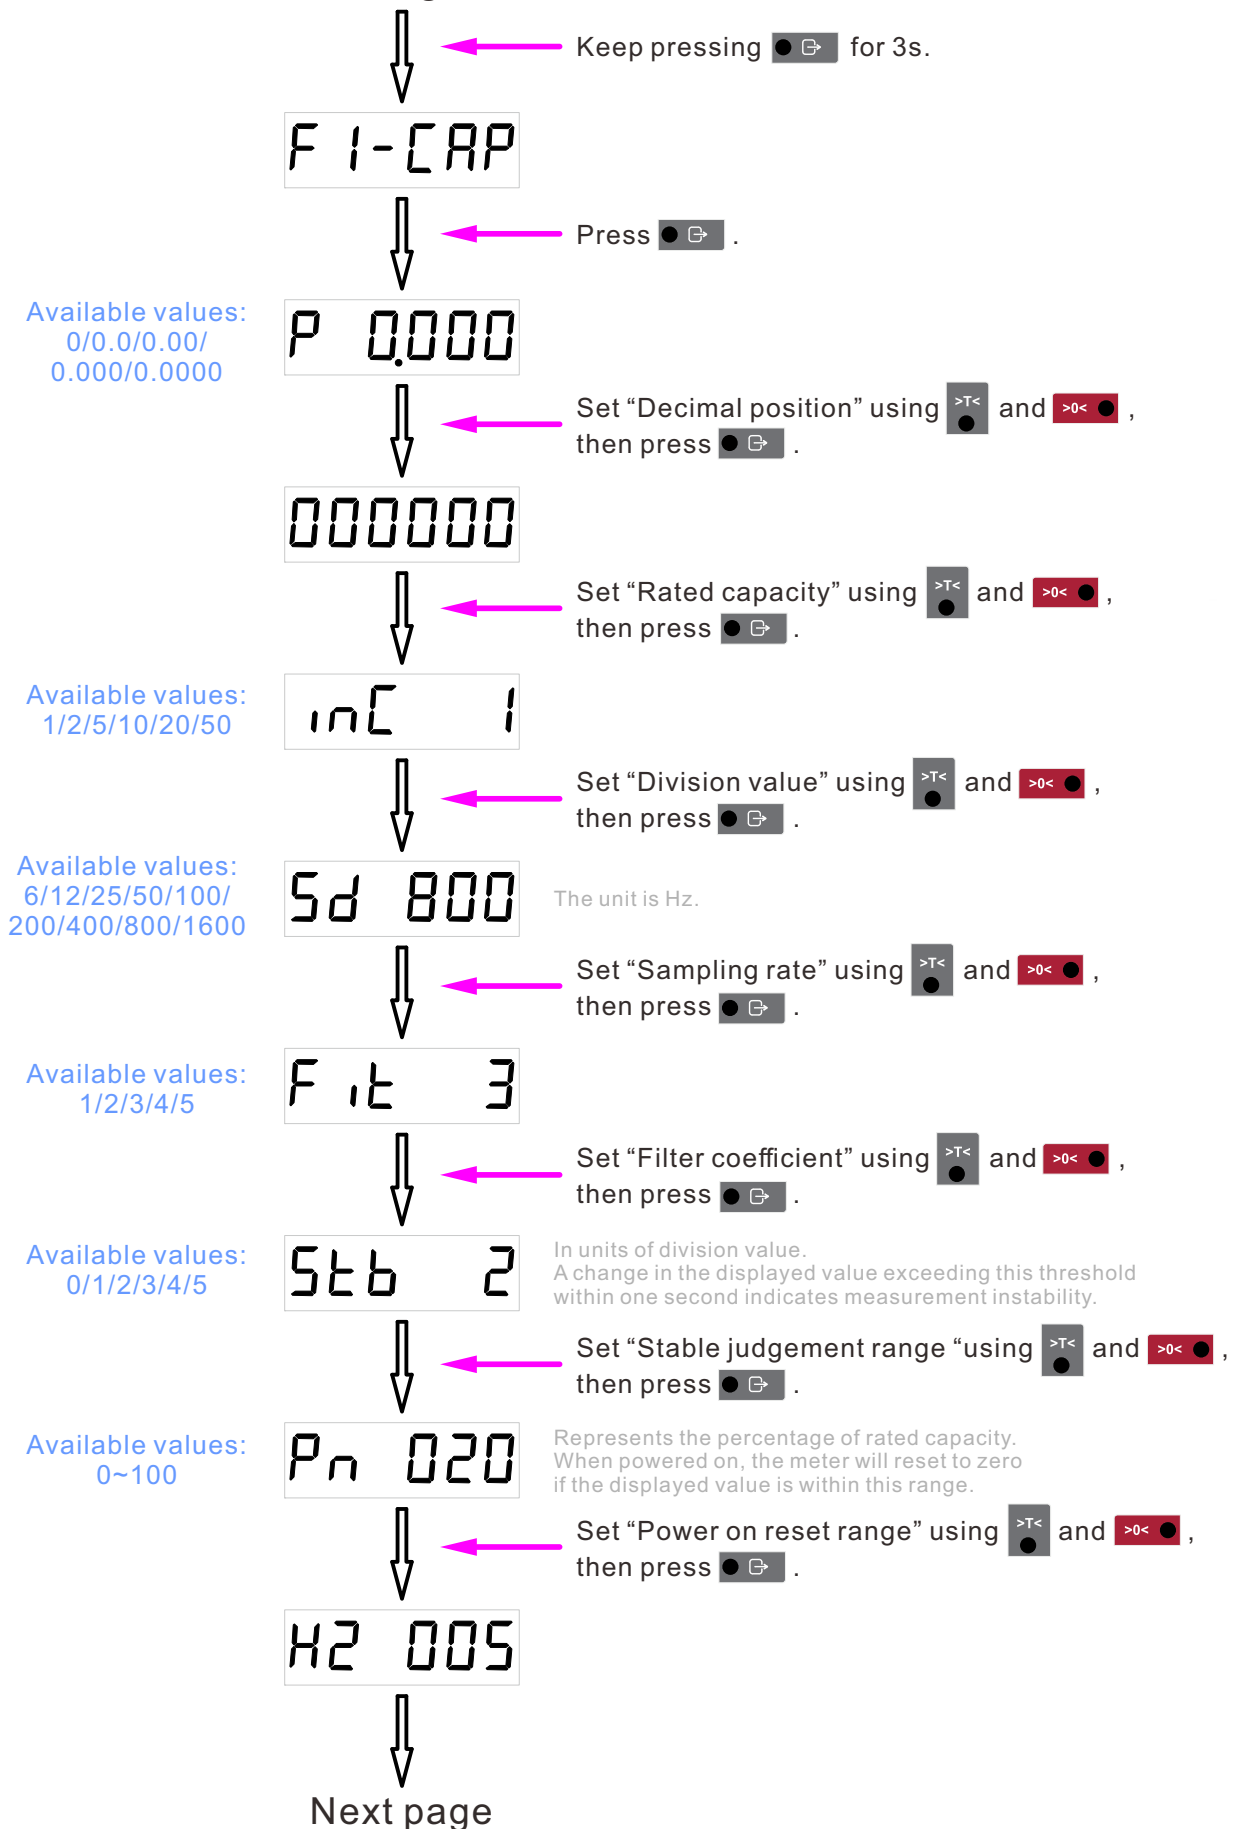 Keep pressing for 3s.
F1-CAP
Press .
Available values:
0/0.0/0.00/
0.000/0.0000
P 0.000
Set “Decimal position” using >T< and >0< ,
then press .
000000
Set “Rated capacity” using >T< and >0< ,
then press .
Available values:
1/2/5/10/20/50
inC 1
Set “Division value” using >T< and >0< ,
then press .
Available values:
6/12/25/50/100/
200/400/800/1600
Sd 800
The unit is Hz.
Set “Sampling rate” using >T< and >0< ,
then press .
Available values:
1/2/3/4/5
Fit 3
Set “Filter coefficient” using >T< and >0< ,
then press .
Available values:
0/1/2/3/4/5
Stb 2
In units of division value.
A change in the displayed value exceeding this threshold
within one second indicates measurement instability.
Set “Stable judgement range “using >T< and >0< ,
then press .
Available values:
0~100
Pn 020
Represents the percentage of rated capacity.
When powered on, the meter will reset to zero
if the displayed value is within this range.
Set “Power on reset range” using >T< and >0< ,
then press .
H2 005
Next page